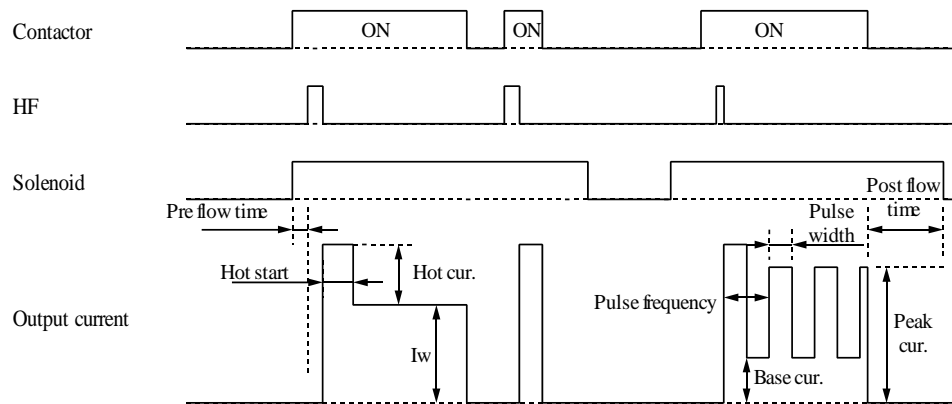 Contactor
ON
ON
ON
HF
Solenoid
Pre flow time
Post flow
time
Pulse
width
Hot start
Hot cur.
Pulse frequency
Output current
Iw
Peak
cur.
Base cur.